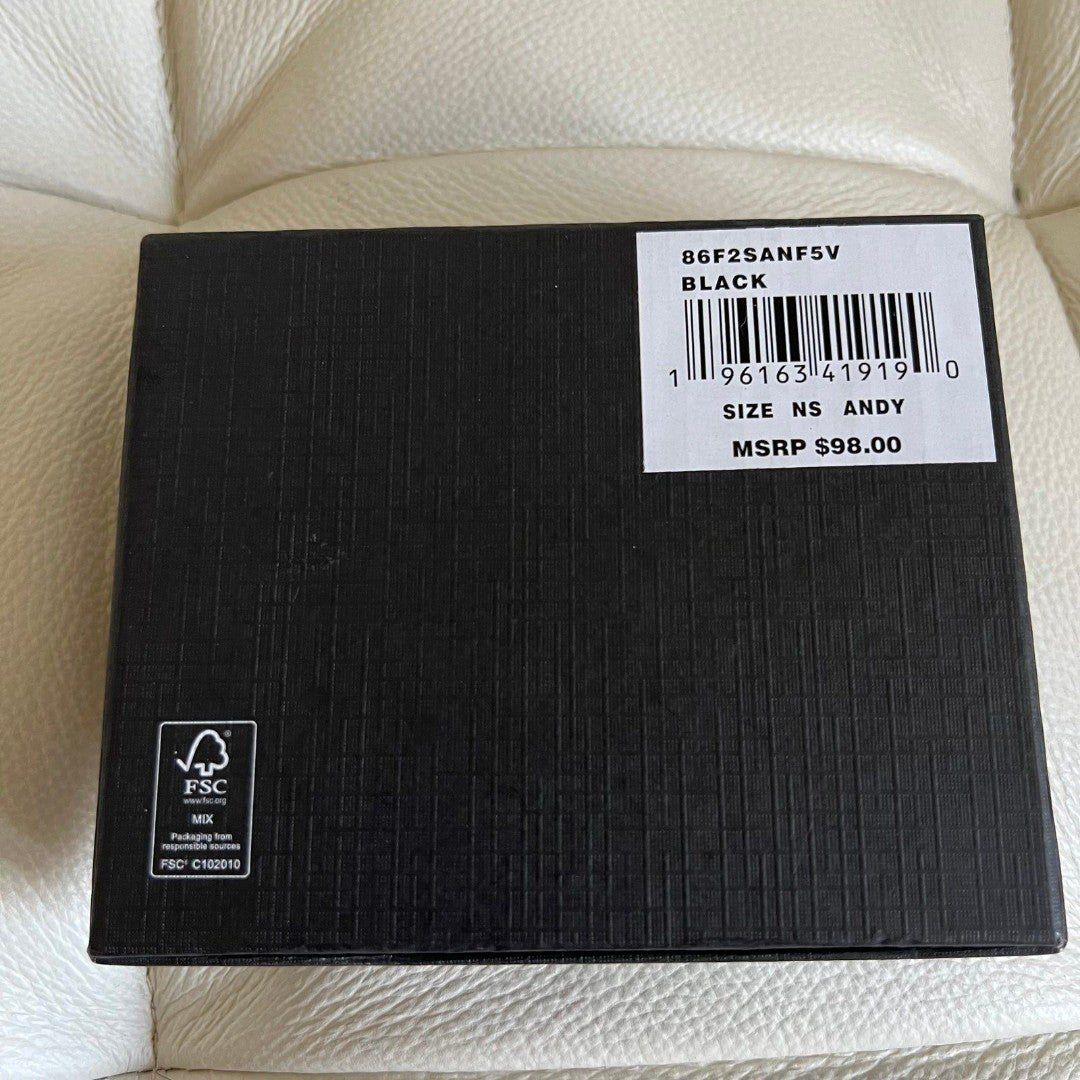 86F2SANF5V
BLACK
1 96163 41919 0
SIZE NS ANDY
MSRP $98.00
FSC
www.fsc.org
MIX
Packaging from
responsible sources
FSC® C102010